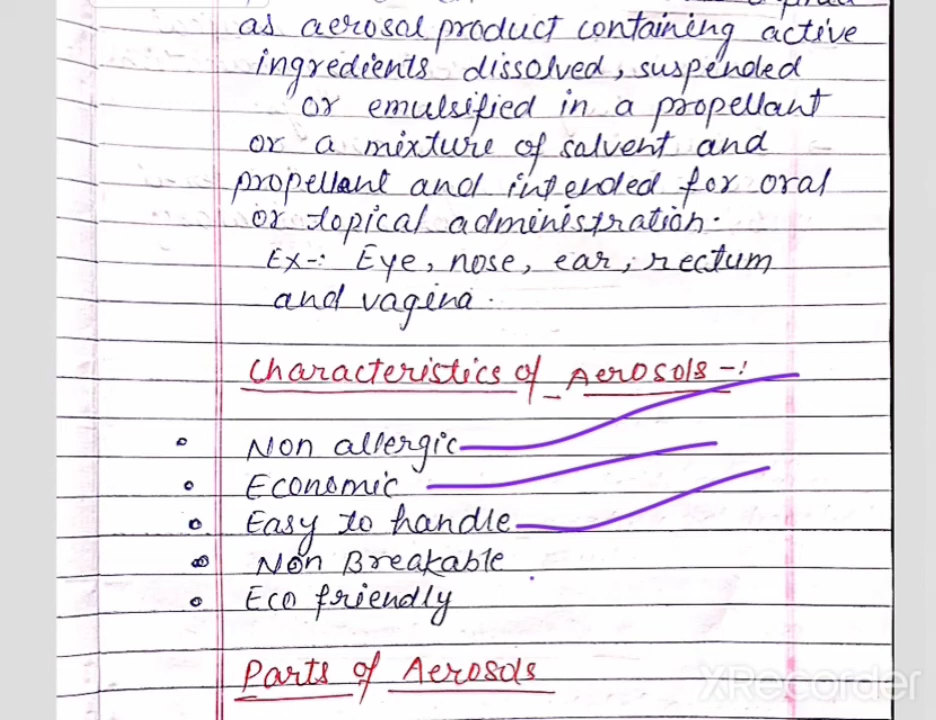 as aerosol product containing active
ingredients dissolved, suspended
or emulsified in a propellant
or a mixture of solvent and
propellant and intended for oral
or topical administration.
Ex-: Eye, nose, ear, rectum
and vagina.
Characteristics of Aerosols-:
Non allergic
Economic
Easy to handle
Non Breakable
Eco friendly
Parts of Aerosols
XRecorder